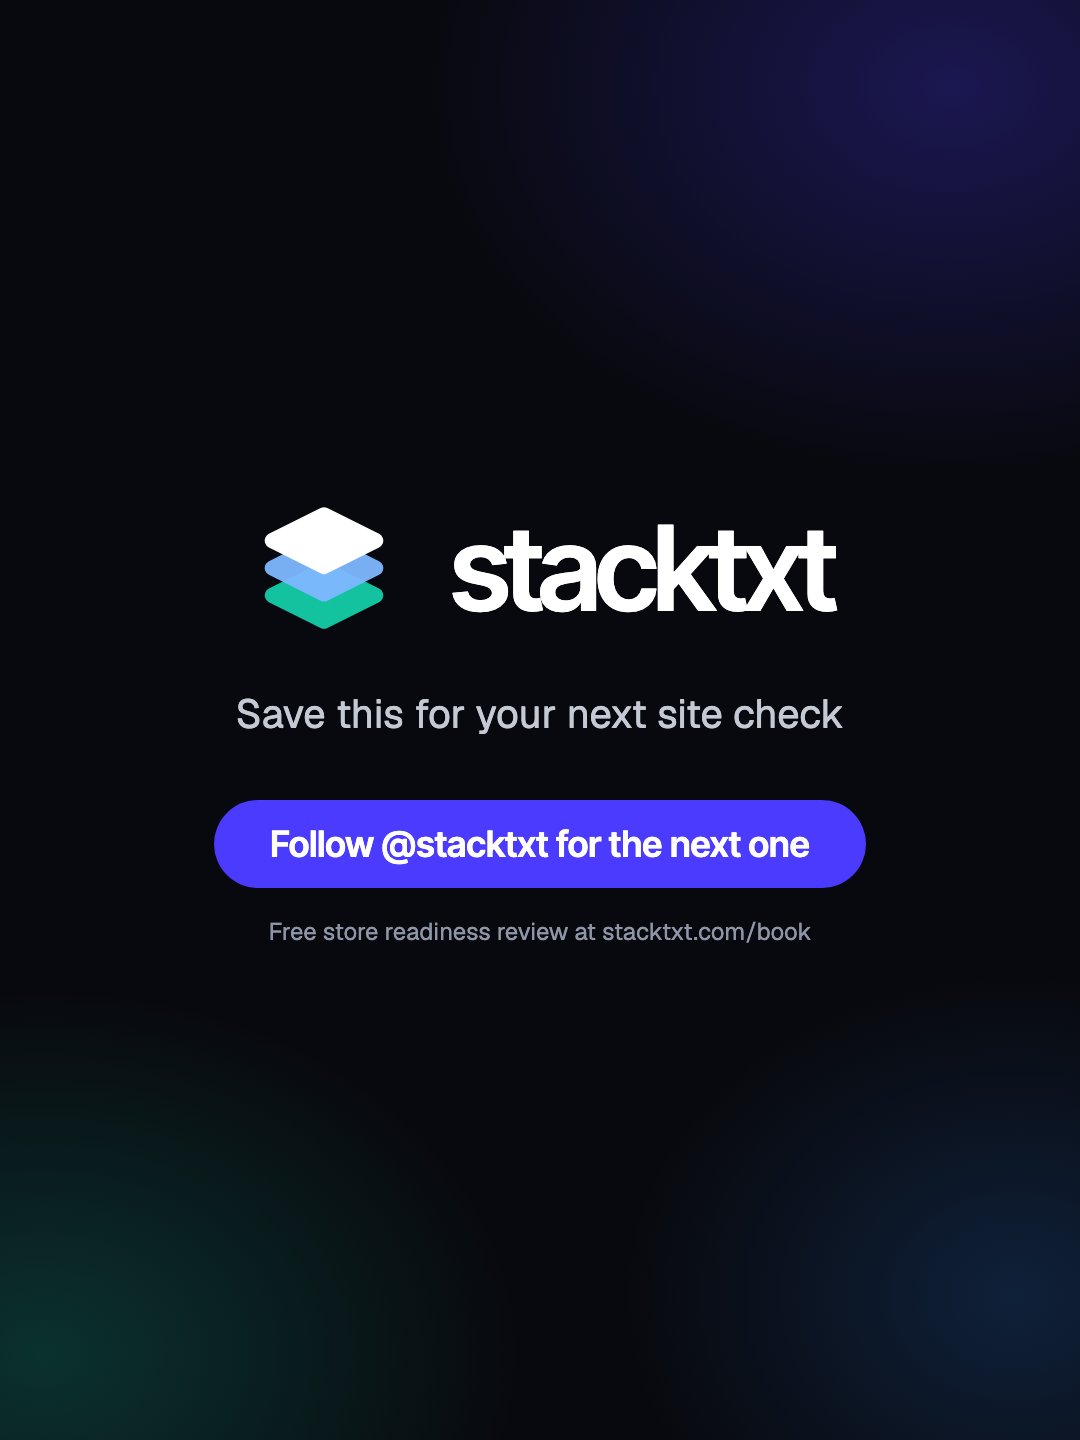 stacktxt
Save this for your next site check
Follow @stacktxt for the next one
Free store readiness review at stacktxt.com/book